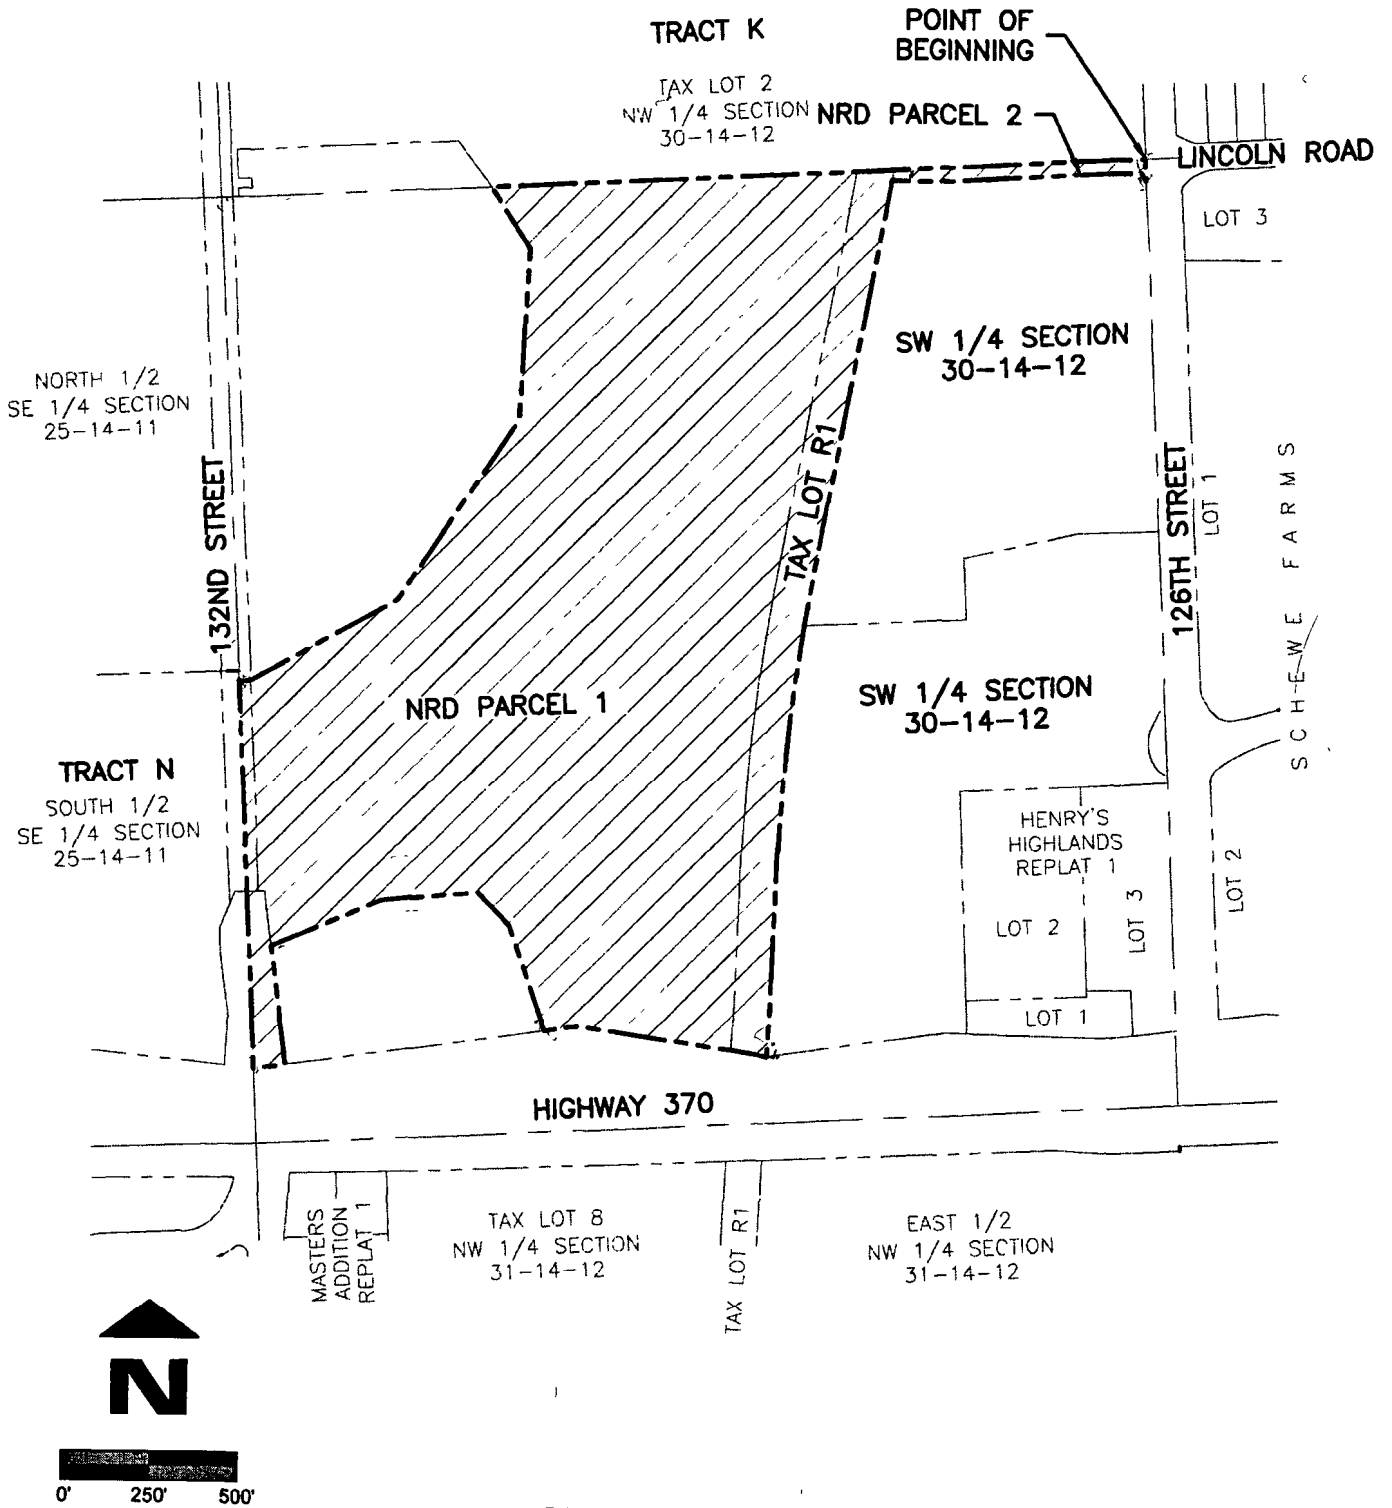 TRACT K
POINT OF
BEGINNING
TAX LOT 2
NW 1/4 SECTION
30-14-12
NRD PARCEL 2
LINCOLN ROAD
LOT 3
SW 1/4 SECTION
30-14-12
NORTH 1/2
SE 1/4 SECTION
25-14-11
132ND STREET
TAX LOT R1
126TH STREET
LOT 1
SCHEWE FARMS
NRD PARCEL 1
SW 1/4 SECTION
30-14-12
TRACT N
SOUTH 1/2
SE 1/4 SECTION
25-14-11
HENRY'S
HIGHLANDS
REPLAT 1
LOT 2
LOT 3
LOT 2
LOT 1
HIGHWAY 370
MASTERS
ADDITION
REPLAT 1
TAX LOT 8
NW 1/4 SECTION
31-14-12
TAX LOT R1
EAST 1/2
NW 1/4 SECTION
31-14-12
N
0' 250' 500'